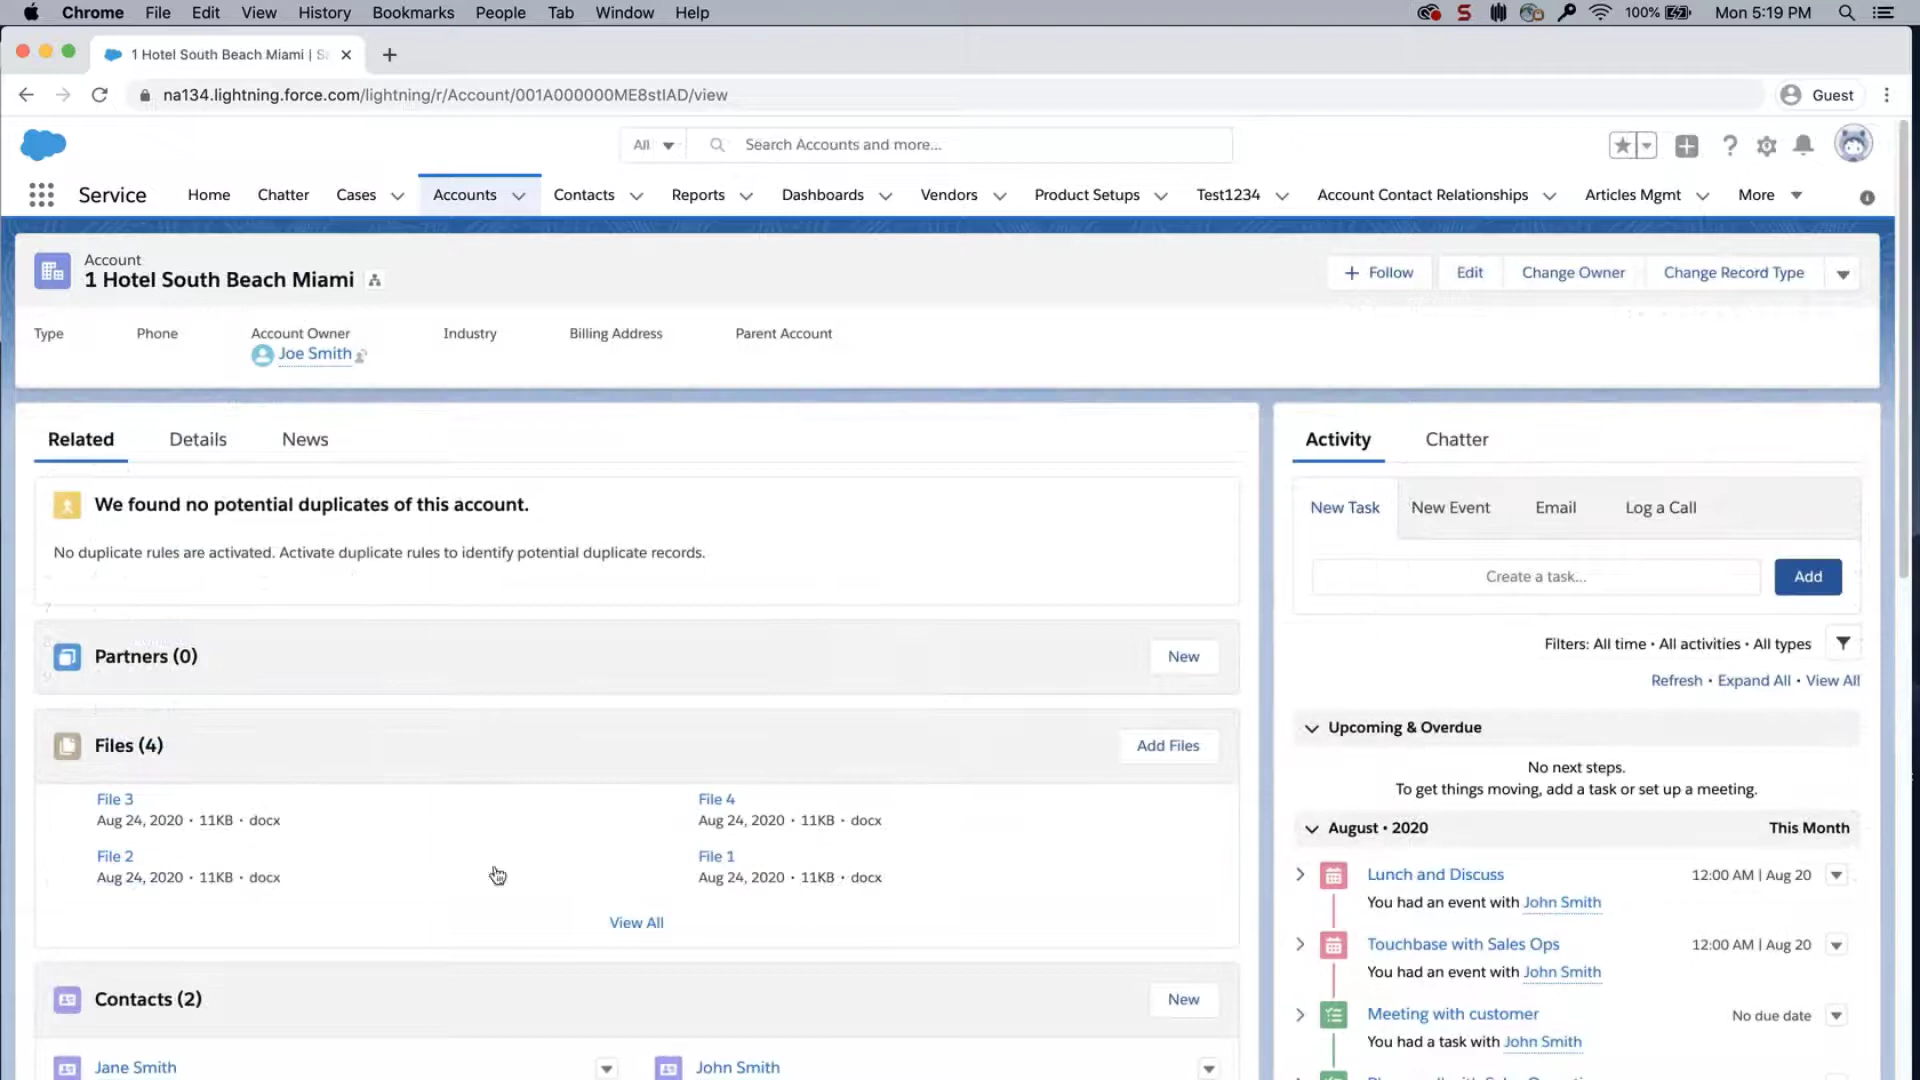 Chrome File Edit View History Bookmarks People Tab Window Help 100% Mon 5:19 PM
1 Hotel South Beach Miami | S
na134.lightning.force.com/lightning/r/Account/001A000000ME8stIAD/view Guest
All Search Accounts and more...
Service Home Chatter Cases Accounts Contacts Reports Dashboards Vendors Product Setups Test1234 Account Contact Relationships Articles Mgmt More
Account
1 Hotel South Beach Miami
+ Follow Edit Change Owner Change Record Type
Type Phone Account Owner Industry Billing Address Parent Account
Joe Smith
Related Details News
We found no potential duplicates of this account.
No duplicate rules are activated. Activate duplicate rules to identify potential duplicate records.
Partners (0) New
Files (4) Add Files
File 3 File 4
Aug 24, 2020 • 11KB • docx Aug 24, 2020 • 11KB • docx
File 2 File 1
Aug 24, 2020 • 11KB • docx Aug 24, 2020 • 11KB • docx
View All
Contacts (2) New
Jane Smith John Smith
Activity Chatter
New Task New Event Email Log a Call
Create a task... Add
Filters: All time • All activities • All types
Refresh • Expand All • View All
Upcoming & Overdue
No next steps.
To get things moving, add a task or set up a meeting.
August • 2020 This Month
Lunch and Discuss 12:00 AM | Aug 20
You had an event with John Smith
Touchbase with Sales Ops 12:00 AM | Aug 20
You had an event with John Smith
Meeting with customer No due date
You had a task with John Smith